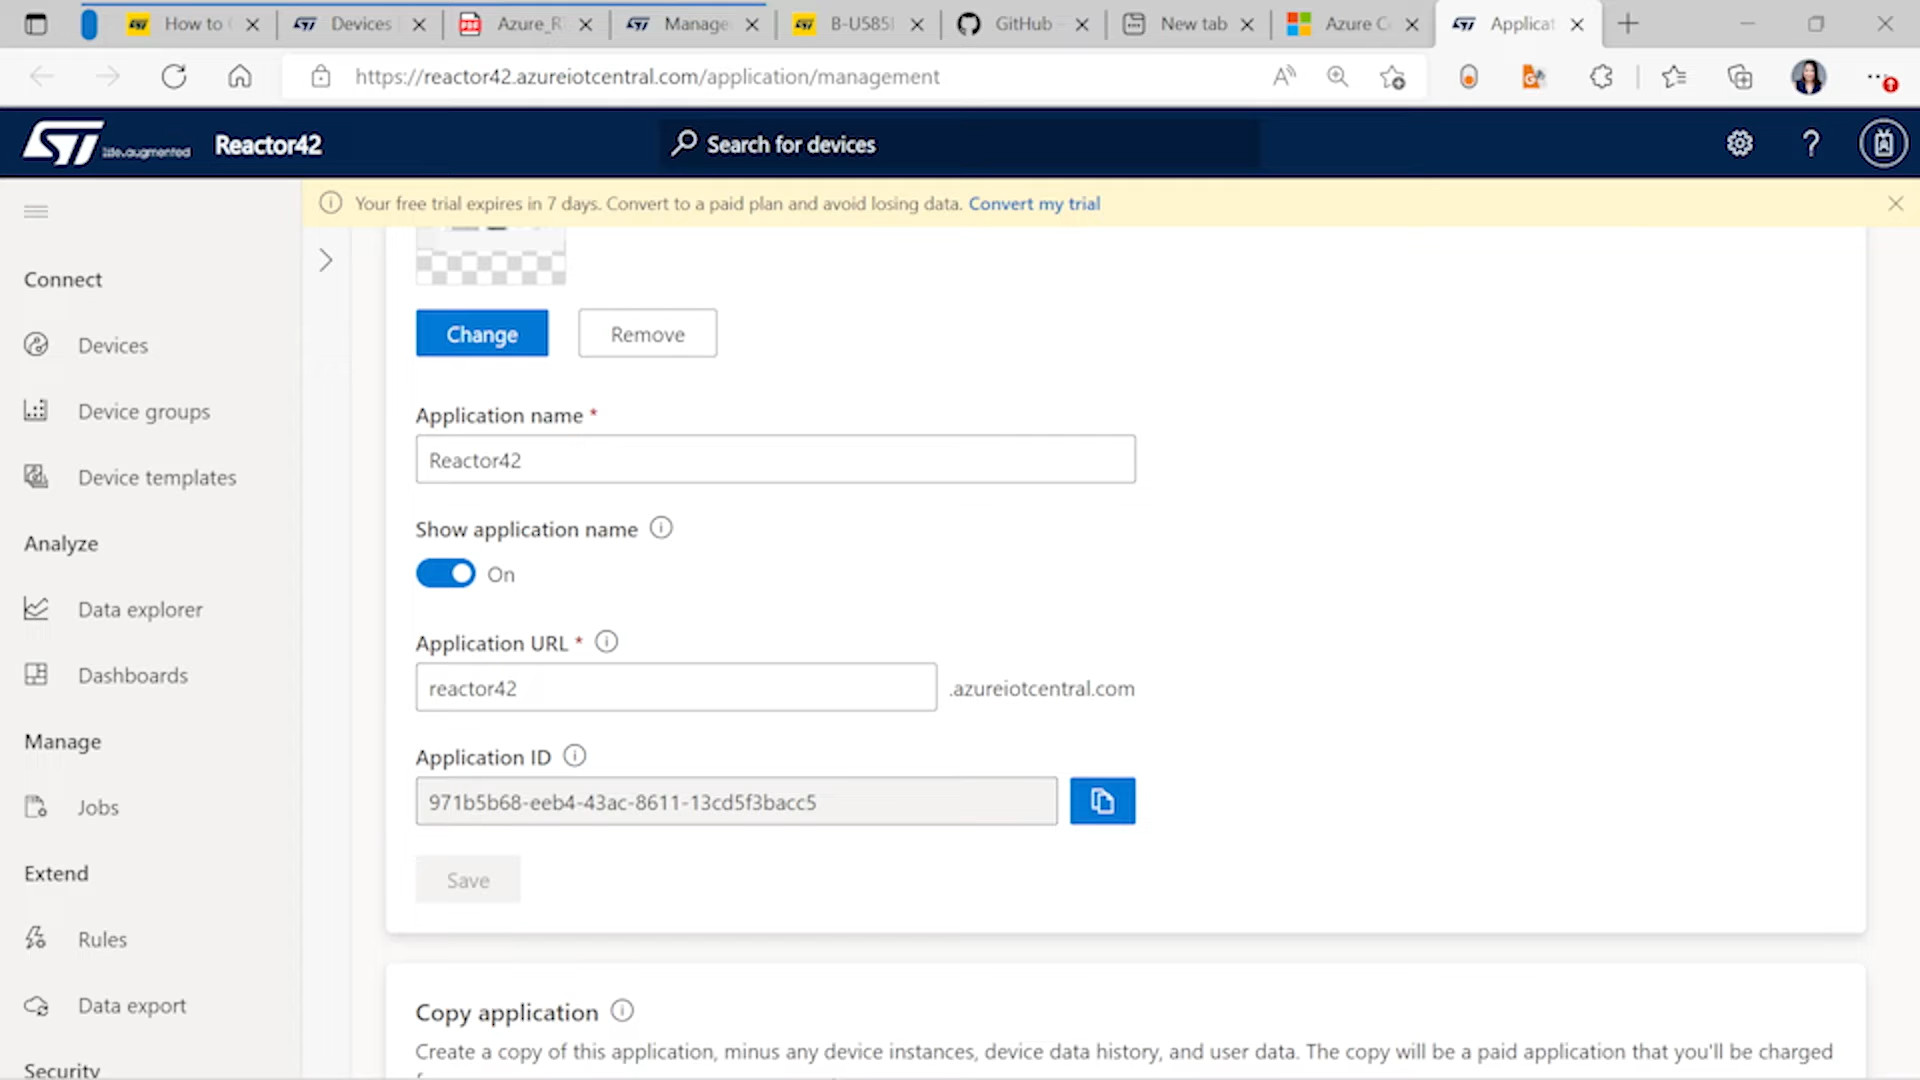 How to
Devices
Azure_R
Manage
B-U585I
GitHub
New tab
Azure C
Applicat
https://reactor42.azureiotcentral.com/application/management
ST life.augmented
Reactor42
Search for devices
Your free trial expires in 7 days. Convert to a paid plan and avoid losing data. Convert my trial
Connect
Devices
Device groups
Device templates
Analyze
Data explorer
Dashboards
Manage
Jobs
Extend
Rules
Data export
Security
Change
Remove
Application name *
Reactor42
Show application name
On
Application URL *
reactor42
.azureiotcentral.com
Application ID
971b5b68-eeb4-43ac-8611-13cd5f3bacc5
Save
Copy application
Create a copy of this application, minus any device instances, device data history, and user data. The copy will be a paid application that you'll be charged